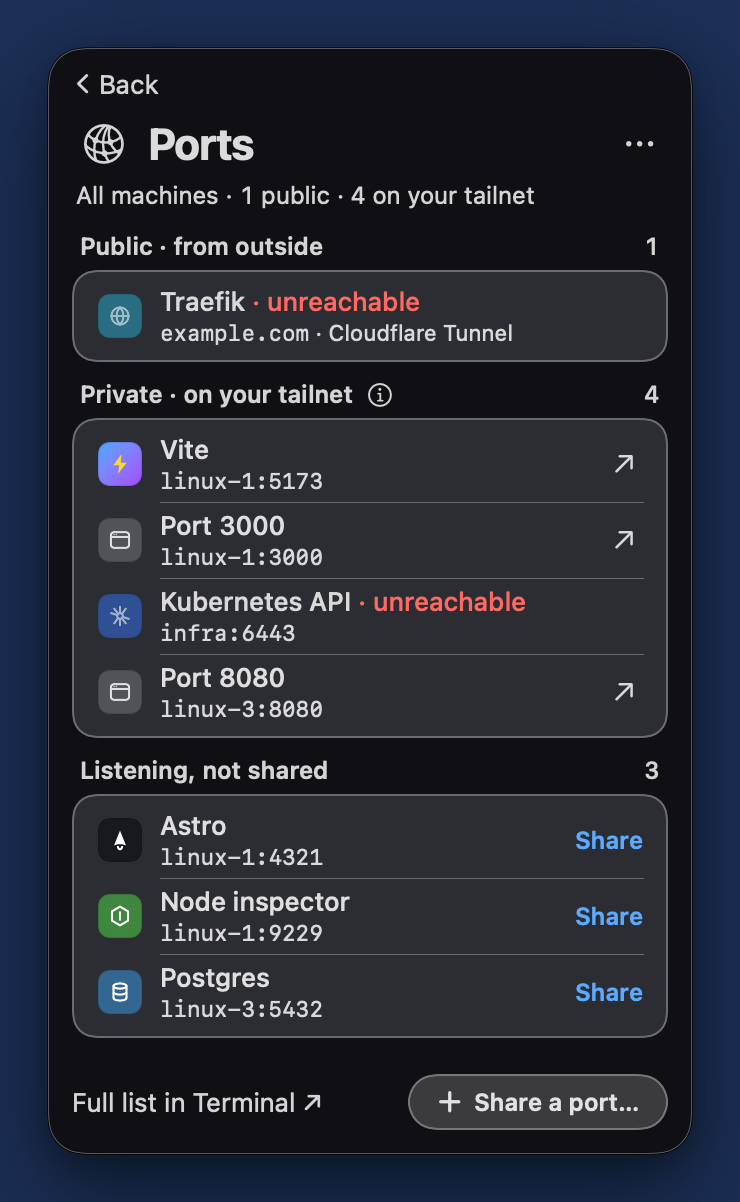 Back
Ports
All machines · 1 public · 4 on your tailnet
Public · from outside 1
Traefik · unreachable
example.com · Cloudflare Tunnel
Private · on your tailnet 4
Vite
linux-1:5173
Port 3000
linux-1:3000
Kubernetes API · unreachable
infra:6443
Port 8080
linux-3:8080
Listening, not shared 3
Astro
linux-1:4321
Share
Node inspector
linux-1:9229
Share
Postgres
linux-3:5432
Share
Full list in Terminal ↗
+ Share a port...